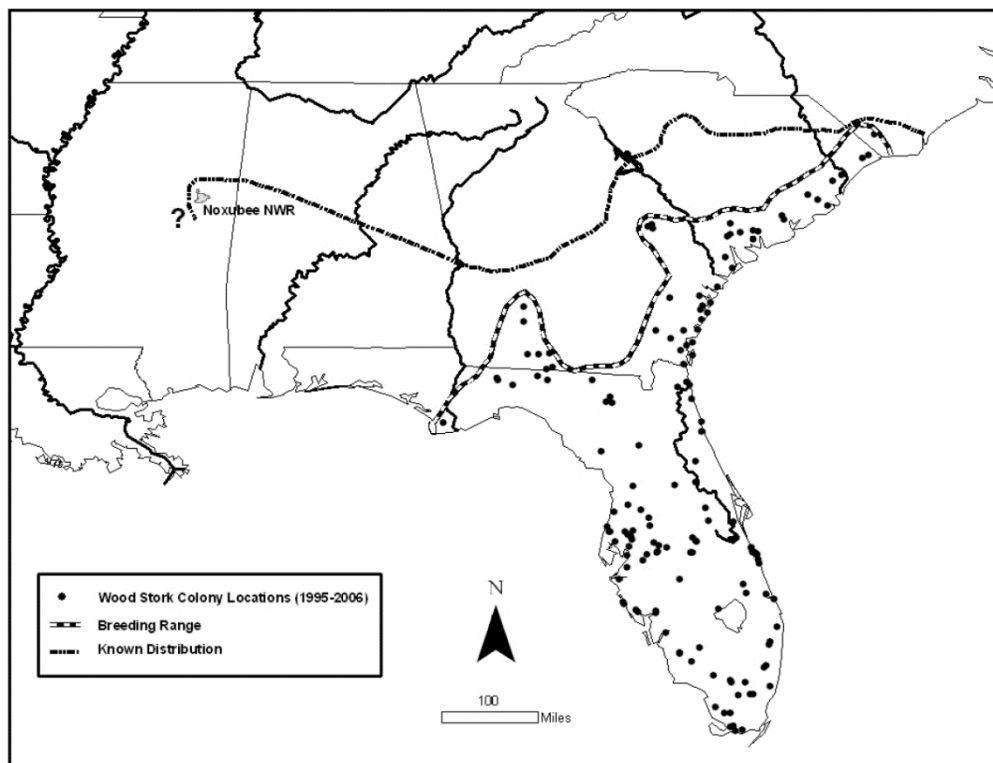 ?
Noxubee NWR
Wood Stork Colony Locations (1995-2006)
Breeding Range
Known Distribution
N
100
Miles